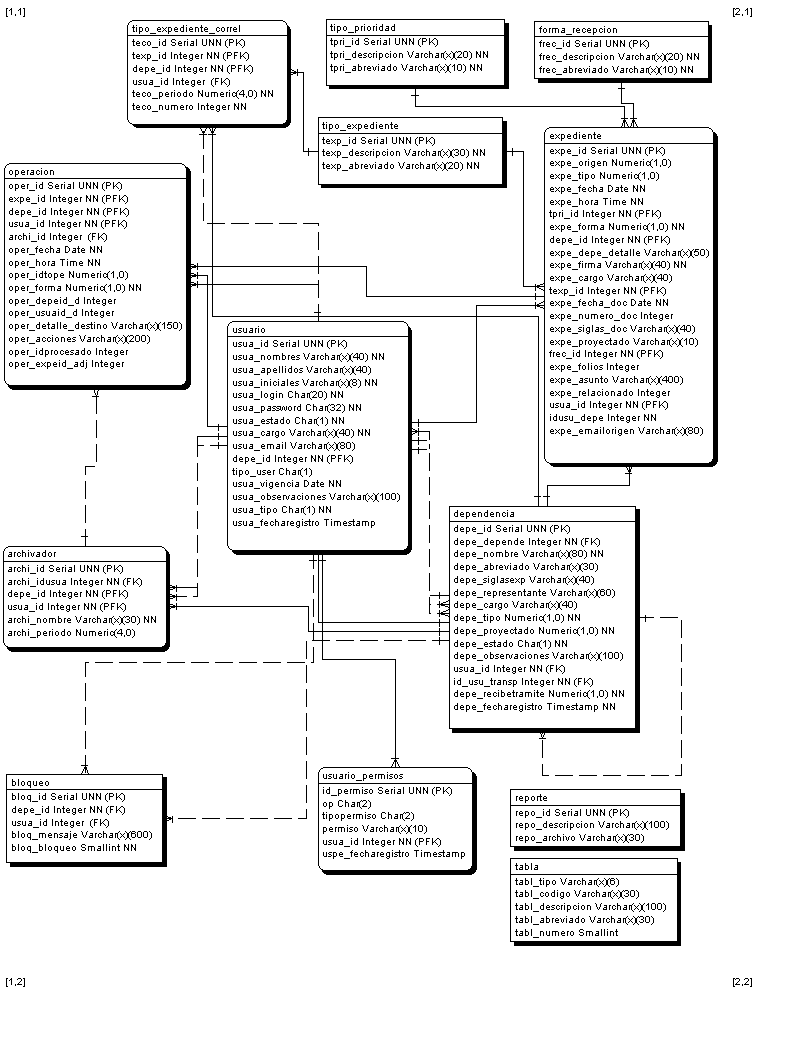 [1,1]
[2,1]
tipo_expediente_correl
teco_id Serial UNN (PK)
texp_id Integer NN (PFK)
depe_id Integer NN (PFK)
usua_id Integer (FK)
teco_periodo Numeric(4,0) NN
teco_numero Integer NN
tipo_prioridad
tpri_id Serial UNN (PK)
tpri_descripcion Varchar(x)(20) NN
tpri_abreviado Varchar(x)(10) NN
forma_recepcion
frec_id Serial UNN (PK)
frec_descripcion Varchar(x)(20) NN
frec_abreviado Varchar(x)(10) NN
tipo_expediente
texp_id Serial UNN (PK)
texp_descripcion Varchar(x)(30) NN
texp_abreviado Varchar(x)(20) NN
expediente
expe_id Serial UNN (PK)
expe_origen Numeric(1,0)
expe_tipo Numeric(1,0)
expe_fecha Date NN
expe_hora Time NN
tpri_id Integer NN (PFK)
expe_forma Numeric(1,0) NN
depe_id Integer NN (PFK)
expe_depe_detalle Varchar(x)(50)
expe_firma Varchar(x)(40) NN
expe_cargo Varchar(x)(40)
texp_id Integer NN (PFK)
expe_fecha_doc Date NN
expe_numero_doc Integer
expe_siglas_doc Varchar(x)(40)
expe_proyectado Varchar(x)(10)
frec_id Integer NN (PFK)
expe_folios Integer
expe_asunto Varchar(x)(400)
expe_relacionado Integer
usua_id Integer NN (PFK)
idusu_depe Integer NN
expe_emailorigen Varchar(x)(80)
operacion
oper_id Serial UNN (PK)
expe_id Integer NN (PFK)
depe_id Integer NN (PFK)
usua_id Integer NN (PFK)
archi_id Integer (FK)
oper_fecha Date NN
oper_hora Time NN
oper_idtope Numeric(1,0)
oper_forma Numeric(1,0) NN
oper_depeid_d Integer
oper_usuaid_d Integer
oper_detalle_destino Varchar(x)(150)
oper_acciones Varchar(x)(200)
oper_idprocesado Integer
oper_expeid_adj Integer
usuario
usua_id Serial UNN (PK)
usua_nombres Varchar(x)(40) NN
usua_apellidos Varchar(x)(40)
usua_iniciales Varchar(x)(8) NN
usua_login Char(20) NN
usua_password Char(32) NN
usua_estado Char(1) NN
usua_cargo Varchar(x)(40) NN
usua_email Varchar(x)(80)
depe_id Integer NN (PFK)
tipo_user Char(1)
usua_vigencia Date NN
usua_observaciones Varchar(x)(100)
usua_tipo Char(1) NN
usua_fecharegistro Timestamp
dependencia
depe_id Serial UNN (PK)
depe_depende Integer NN (FK)
depe_nombre Varchar(x)(80) NN
depe_abreviado Varchar(x)(30)
depe_siglasexp Varchar(x)(40)
depe_representante Varchar(x)(60)
depe_cargo Varchar(x)(40)
depe_tipo Numeric(1,0) NN
depe_proyectado Numeric(1,0) NN
depe_estado Char(1) NN
depe_observaciones Varchar(x)(100)
usua_id Integer NN (FK)
id_usu_transp Integer NN (FK)
depe_recibetramite Numeric(1,0) NN
depe_fecharegistro Timestamp NN
archivador
archi_id Serial UNN (PK)
archi_idusua Integer NN (FK)
depe_id Integer NN (PFK)
usua_id Integer NN (PFK)
archi_nombre Varchar(x)(30) NN
archi_periodo Numeric(4,0)
bloqueo
bloq_id Serial UNN (PK)
depe_id Integer NN (FK)
usua_id Integer (FK)
bloq_mensaje Varchar(x)(600)
bloq_bloqueo Smallint NN
usuario_permisos
id_permiso Serial UNN (PK)
op Char(2)
tipopermiso Char(2)
permiso Varchar(x)(10)
usua_id Integer NN (PFK)
uspe_fecharegistro Timestamp
reporte
repo_id Serial UNN (PK)
repo_descripcion Varchar(x)(100)
repo_archivo Varchar(x)(30)
tabla
tabl_tipo Varchar(x)(6)
tabl_codigo Varchar(x)(30)
tabl_descripcion Varchar(x)(100)
tabl_abreviado Varchar(x)(30)
tabl_numero Smallint
[1,2]
[2,2]